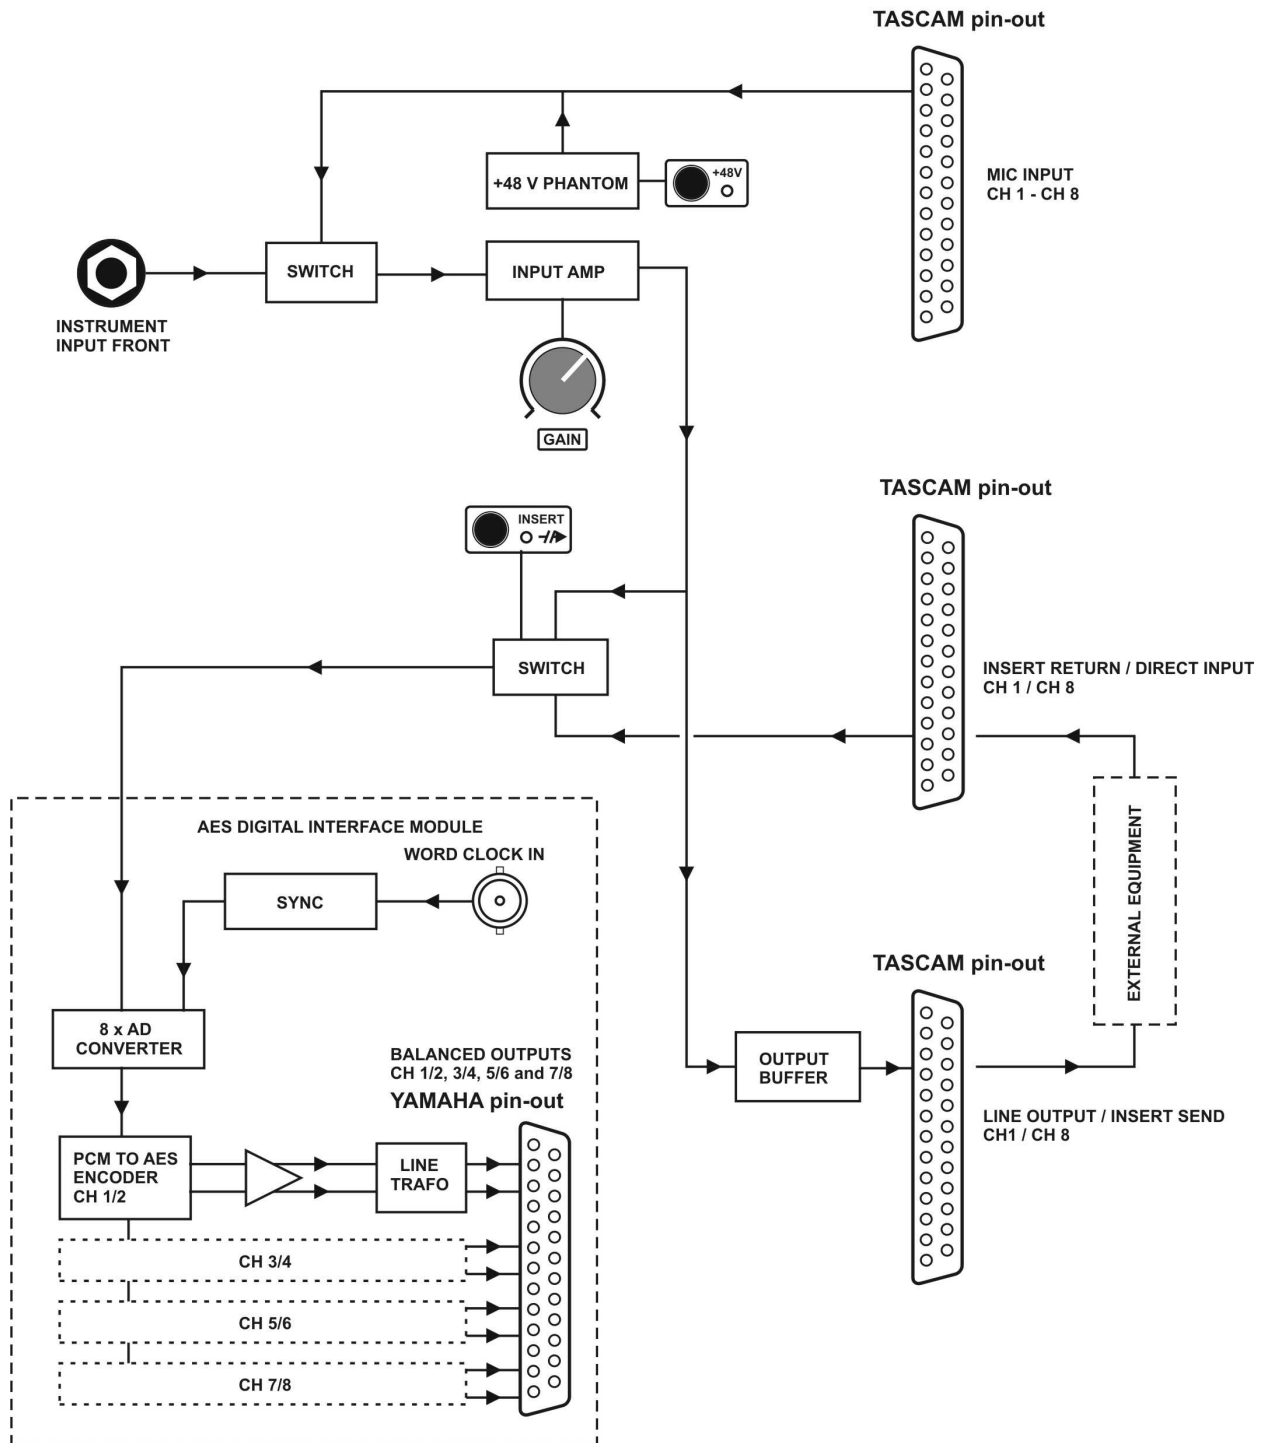 TASCAM pin-out
+48 V PHANTOM
+48V
MIC INPUT
CH 1 - CH 8
SWITCH
INPUT AMP
INSTRUMENT
INPUT FRONT
GAIN
TASCAM pin-out
INSERT
SWITCH
INSERT RETURN / DIRECT INPUT
CH 1 / CH 8
AES DIGITAL INTERFACE MODULE
WORD CLOCK IN
SYNC
EXTERNAL EQUIPMENT
TASCAM pin-out
8 x AD
CONVERTER
BALANCED OUTPUTS
CH 1/2, 3/4, 5/6 and 7/8
YAMAHA pin-out
OUTPUT
BUFFER
LINE OUTPUT / INSERT SEND
CH1 / CH 8
PCM TO AES
ENCODER
CH 1/2
LINE
TRAFO
CH 3/4
CH 5/6
CH 7/8